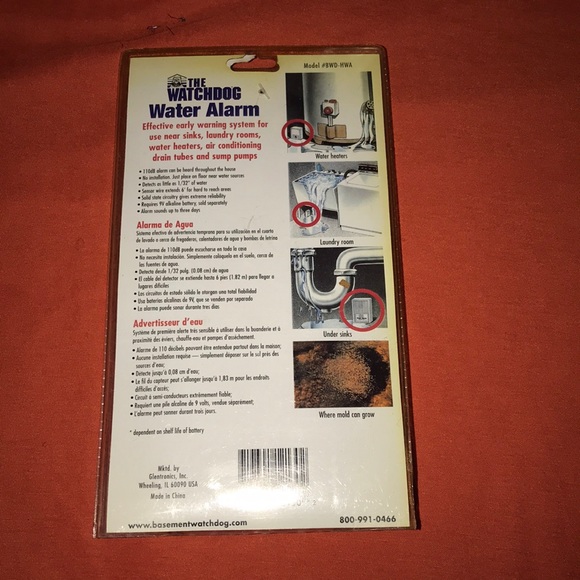 Model #BWD-HWA
THE
WATCHDOG
Water Alarm
Effective early warning system for
use near sinks, laundry rooms,
water heaters, air conditioning
drain tubes and sump pumps
• 110dB alarm can be heard throughout the house
• No installation. Just place on floor near water sources
• Detects as little as 1/32" of water
• Sensor wire extends 6' for hard to reach areas
• Solid state circuitry gives extreme reliability
• Requires 9V alkaline battery, sold separately
• Alarm sounds up to three days
Alarma de Agua
Sistema efectivo de advertencia temprana para su utilización en el cuarto
de lavado o cerca de fregaderos, calentadores de agua y bombas de letrina
• La alarma de 110dB puede escucharse en toda la casa
• No necesita instalación. Simplemente colóquela en el suelo, cerca de
las fuentes de agua.
• Detecta desde 1/32 pulg. (0.08 cm) de agua
• El cable del detector se extiende hasta 6 pies (1.82 m) para llegar a
lugares difíciles
• Los circuitos de estado sólido le otorgan una total fiabilidad
• Usa baterías alcalinas de 9V, que se venden por separado
• La alarma puede sonar durante tres días
Advertisseur d'eau
Système de première alerte très sensible à utiliser dans la buanderie et à
proximité des éviers, chauffe-eau et pompes d'assèchement.
• Alarme de 110 décibels pouvant être entendue partout dans la maison;
• Aucune installation requise — simplement déposer sur le sol près des
sources d'eau;
• Détecte jusqu'à 0,08 cm d'eau;
• Le fil du capteur peut s'allonger jusqu'à 1,83 m pour les endroits
difficiles d'accès;
• Circuit à semi-conducteurs extrêmement fiable;
• Requiert une pile alcaline de 9 volts, vendue séparément;
• L'alarme peut sonner durant trois jours.
* dependent on shelf life of battery
Water heaters
Laundry room
Under sinks
Where mold can grow
Mktd. by
Glentronics, Inc.
Wheeling, IL 60090 USA
Made in China
www.basementwatchdog.com
800-991-0466